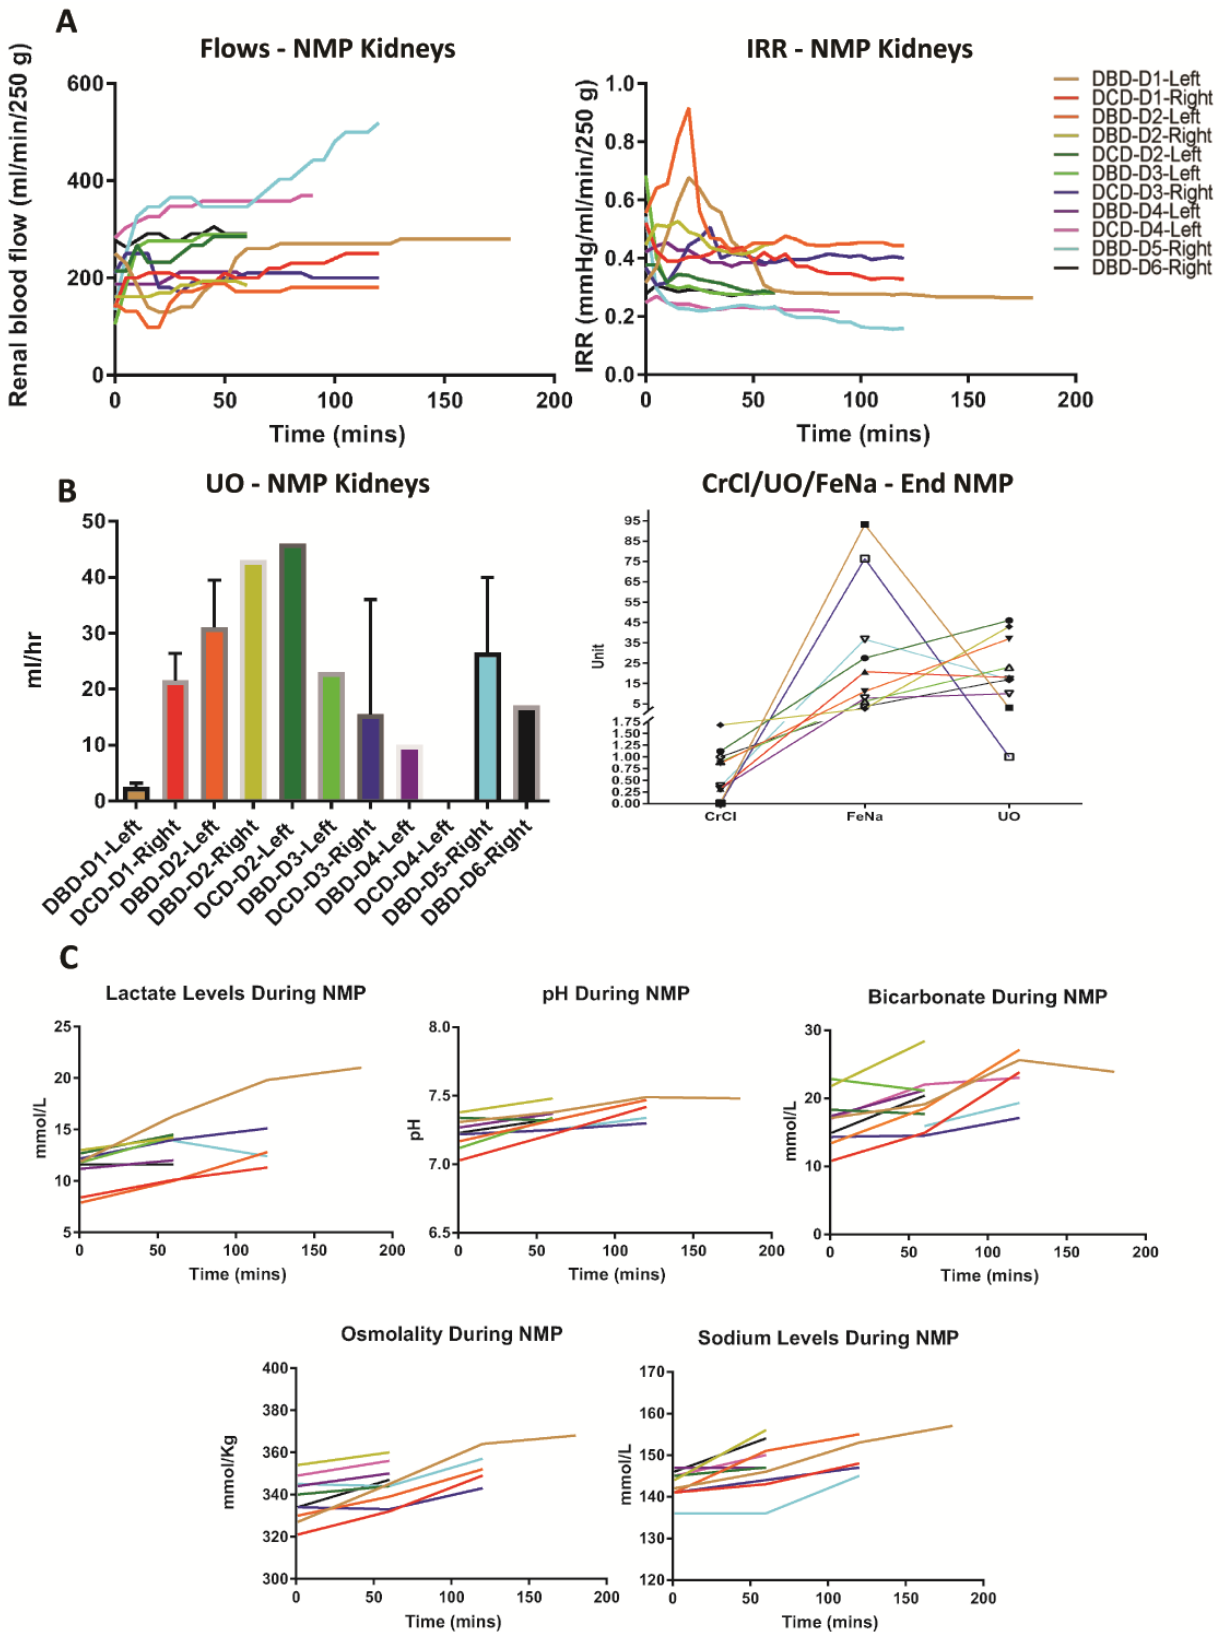 A
Flows - NMP Kidneys
Renal blood flow (ml/min/250 g)
600
400
200
0
0 50 100 150 200
Time (mins)
IRR - NMP Kidneys
IRR (mmHg/ml/min/250 g)
1.0
0.8
0.6
0.4
0.2
0.0
0 50 100 150 200
Time (mins)
DBD-D1-Left
DCD-D1-Right
DBD-D2-Left
DBD-D2-Right
DCD-D2-Left
DBD-D3-Left
DCD-D3-Right
DBD-D4-Left
DCD-D4-Left
DBD-D5-Right
DBD-D6-Right
B
UO - NMP Kidneys
ml/hr
50
40
30
20
10
0
DBD-D1-Left
DCD-D1-Right
DBD-D2-Left
DBD-D2-Right
DCD-D2-Left
DBD-D3-Left
DCD-D3-Right
DBD-D4-Left
DCD-D4-Left
DBD-D5-Right
DBD-D6-Right
CrCl/UO/FeNa - End NMP
Unit
95
85
75
65
55
45
35
25
15
5
1.75
1.50
1.25
1.00
0.75
0.50
0.25
0.00
CrCl FeNa UO
C
Lactate Levels During NMP
mmol/L
25
20
15
10
5
0 50 100 150 200
Time (mins)
pH During NMP
pH
8.0
7.5
7.0
6.5
0 50 100 150 200
Time (mins)
Bicarbonate During NMP
mmol/L
30
20
10
0
0 50 100 150 200
Time (mins)
Osmolality During NMP
mmol/Kg
400
380
360
340
320
300
0 50 100 150 200
Time (mins)
Sodium Levels During NMP
mmol/L
170
160
150
140
130
120
0 50 100 150 200
Time (mins)